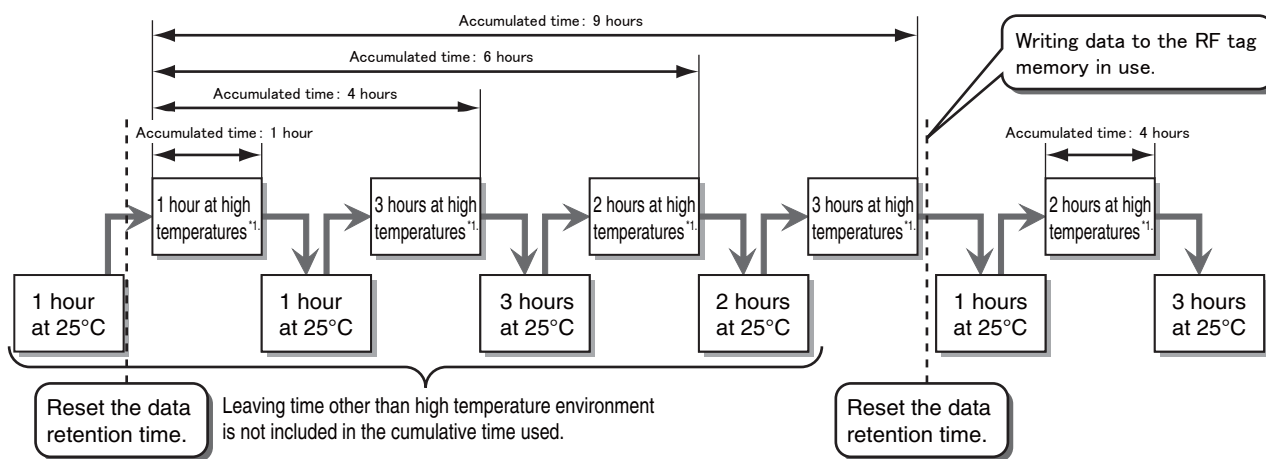 Accumulated time: 9 hours
Accumulated time: 6 hours
Accumulated time: 4 hours
Accumulated time: 1 hour
Writing data to the RF tag
memory in use.
Accumulated time: 4 hours
1 hour at high
temperatures*1.
3 hours at high
temperatures*1.
2 hours at high
temperatures*1.
3 hours at high
temperatures*1.
2 hours at high
temperatures*1.
1 hour
at 25°C
1 hour
at 25°C
3 hours
at 25°C
2 hours
at 25°C
1 hours
at 25°C
3 hours
at 25°C
Reset the data
retention time.
Leaving time other than high temperature environment
is not included in the cumulative time used.
Reset the data
retention time.